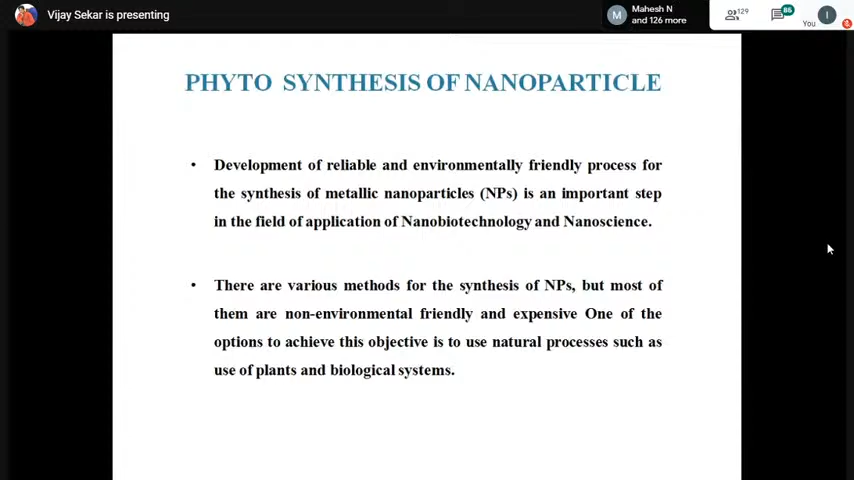 Vijay Sekar is presenting
M
Mahesh N
and 126 more
129
86
You
I
PHYTO SYNTHESIS OF NANOPARTICLE
• Development of reliable and environmentally friendly process for
the synthesis of metallic nanoparticles (NPs) is an important step
in the field of application of Nanobiotechnology and Nanoscience.
• There are various methods for the synthesis of NPs, but most of
them are non-environmental friendly and expensive One of the
options to achieve this objective is to use natural processes such as
use of plants and biological systems.